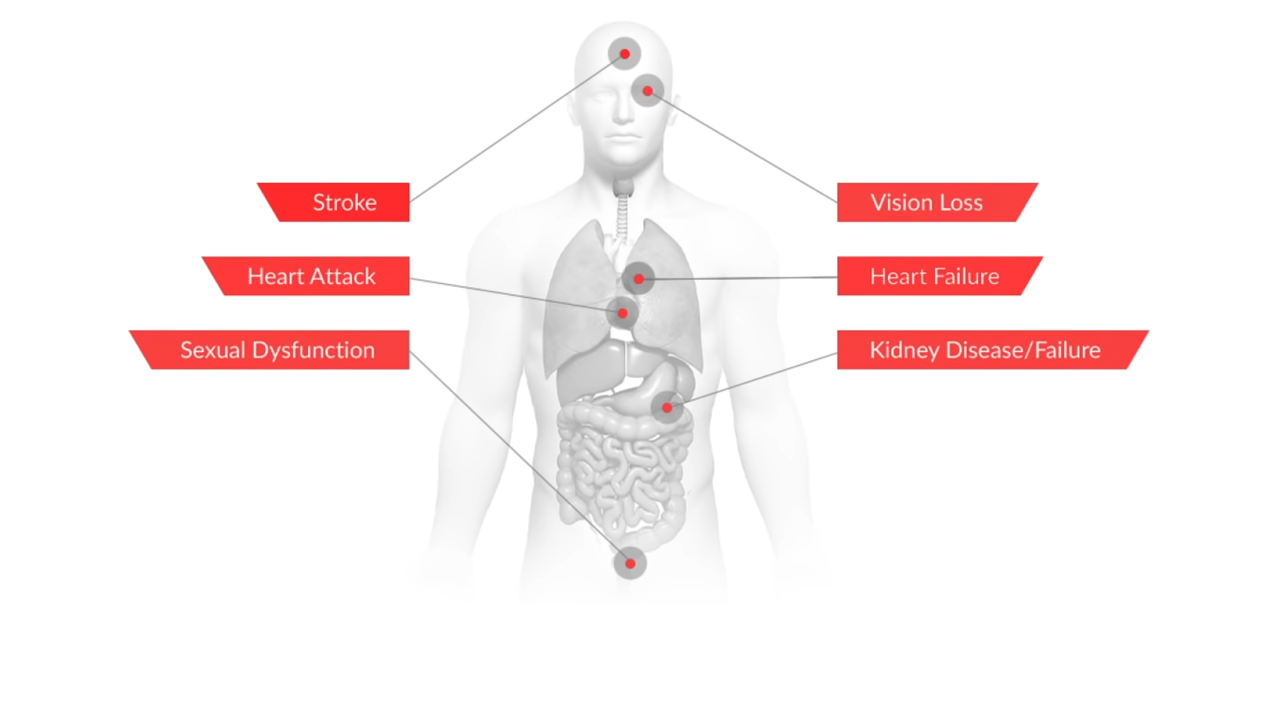 Stroke
Vision Loss
Heart Attack
Heart Failure
Sexual Dysfunction
Kidney Disease/Failure